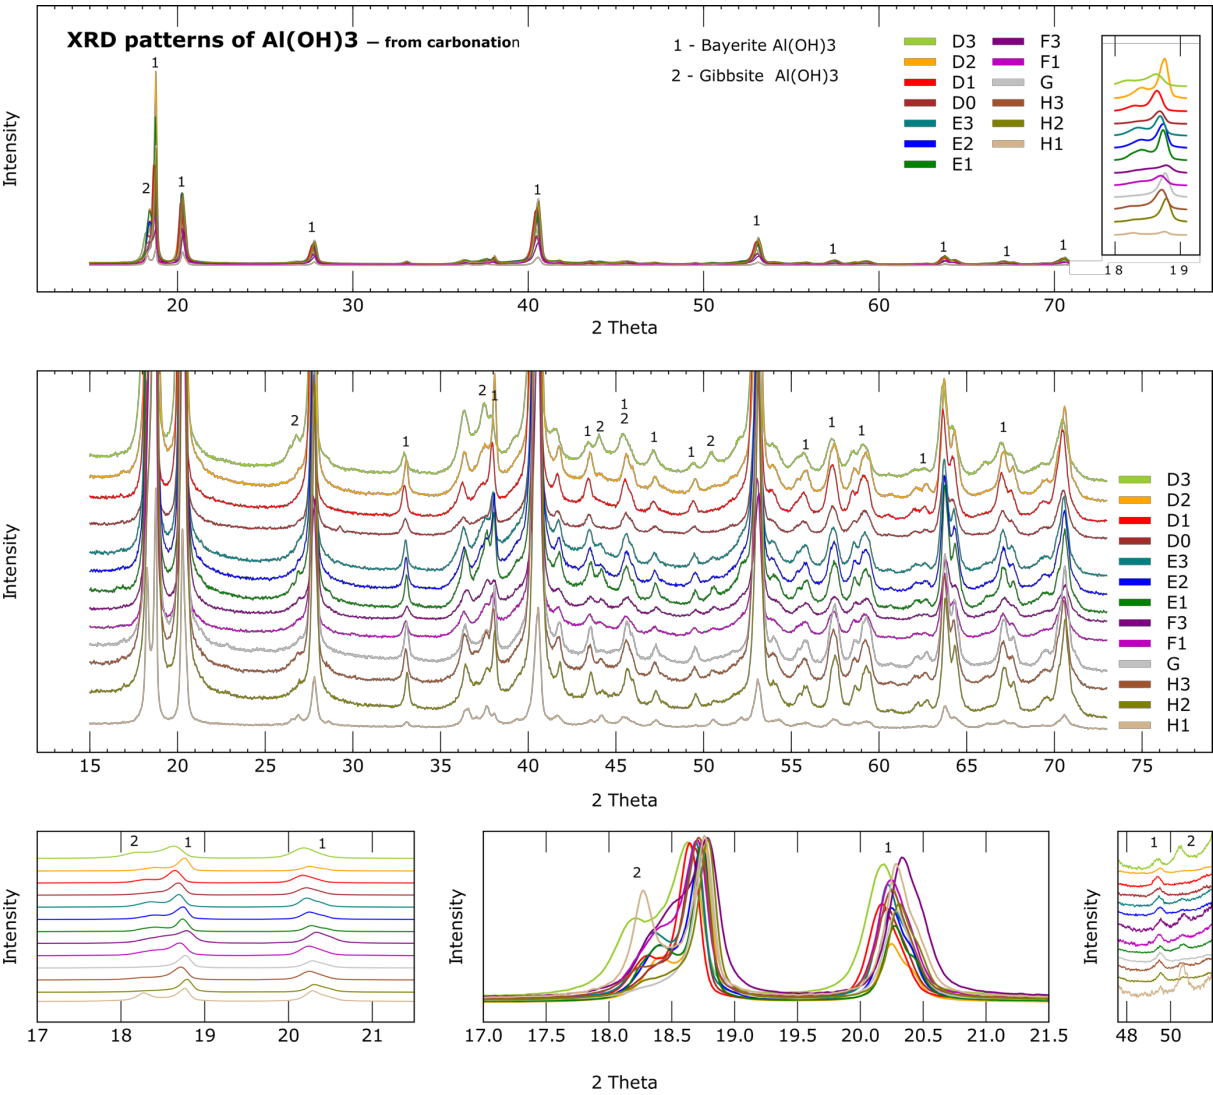 XRD patterns of Al(OH)3 — from carbonation
1 - Bayerite Al(OH)3
2 - Gibbsite Al(OH)3
D3 F3
D2 F1
D1 G
D0 H3
E3 H2
E2 H1
E1
Intensity
1
2
1
1
1
1
1
1
1
1
18 19
20 30 40 50 60 70
2 Theta
Intensity
2
1
2
1
1
2
1
2
1
1
2
1
1
1
1
1
1
D3
D2
D1
D0
E3
E2
E1
F3
F1
G
H3
H2
H1
15 20 25 30 35 40 45 50 55 60 65 70 75
2 Theta
Intensity
2 1 1
17 18 19 20 21
Intensity
2
1
17.0 17.5 18.0 18.5 19.0 19.5 20.0 20.5 21.0 21.5
2 Theta
Intensity
1 2
48 50